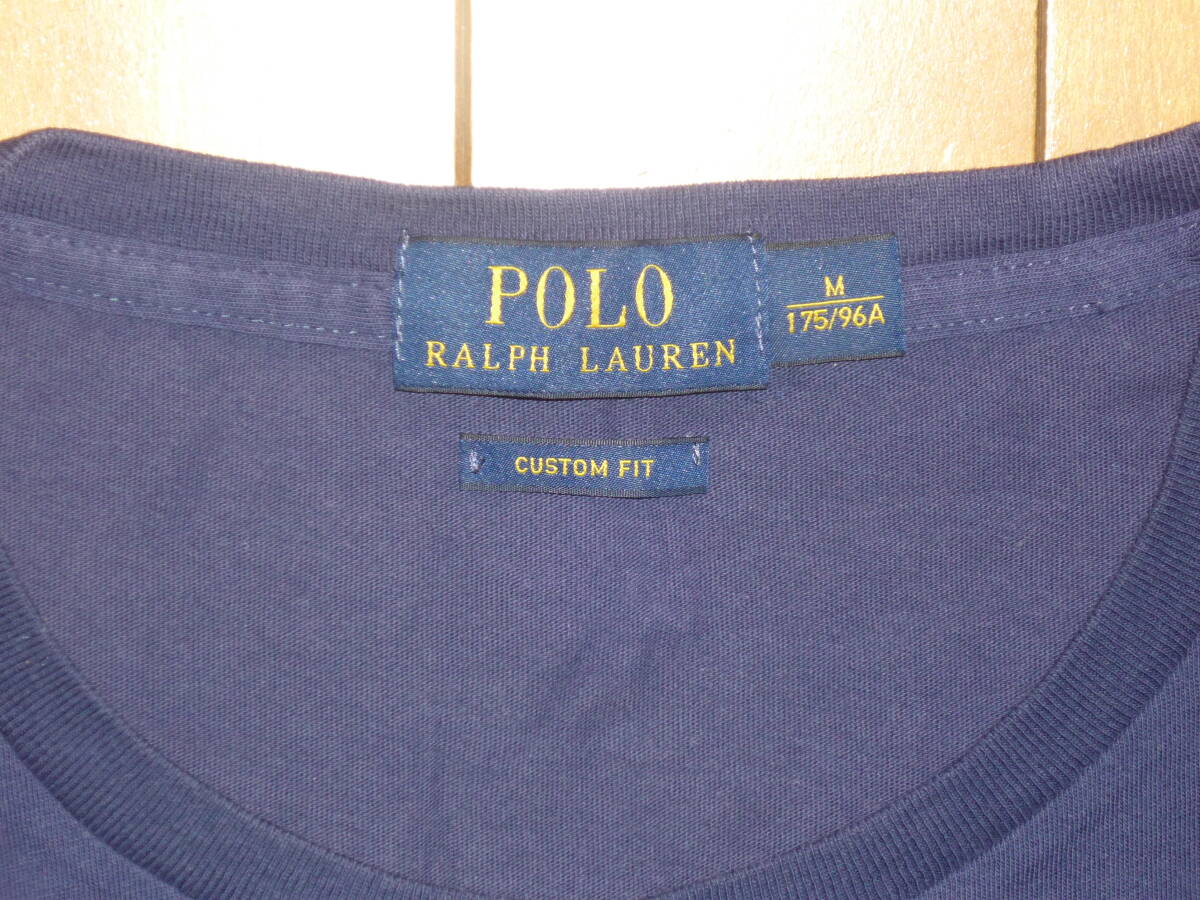 POLO
RALPH LAUREN
M
175/96A
CUSTOM FIT